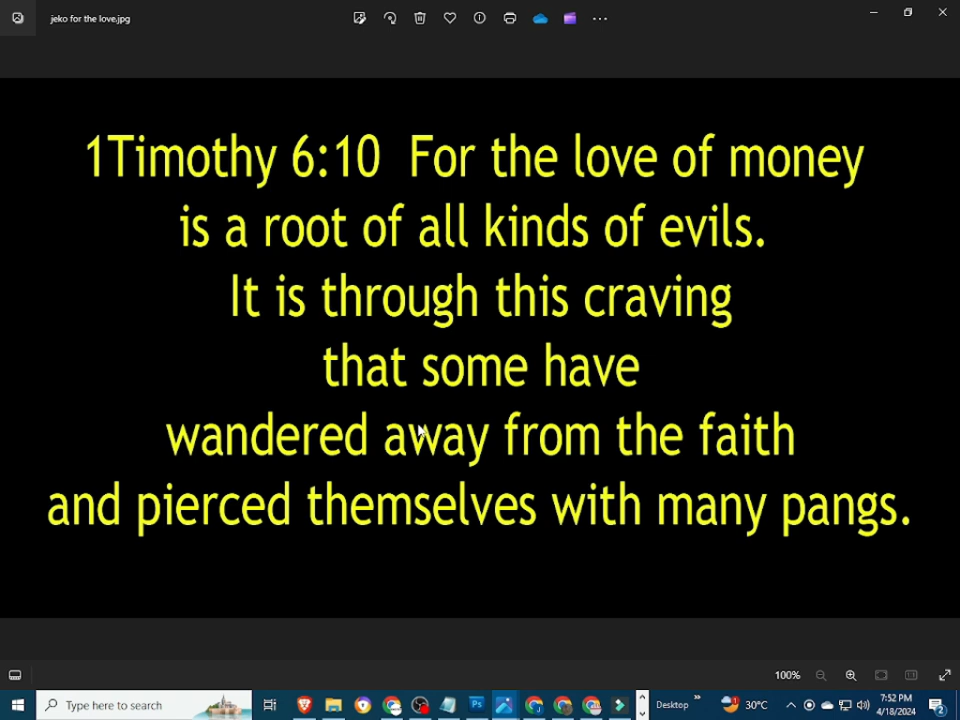 jeko for the love.jpg
1Timothy 6:10 For the love of money
is a root of all kinds of evils.
It is through this craving
that some have
wandered away from the faith
and pierced themselves with many pangs.
100%
Type here to search
Desktop
30°C
7:52 PM
4/18/2024
2